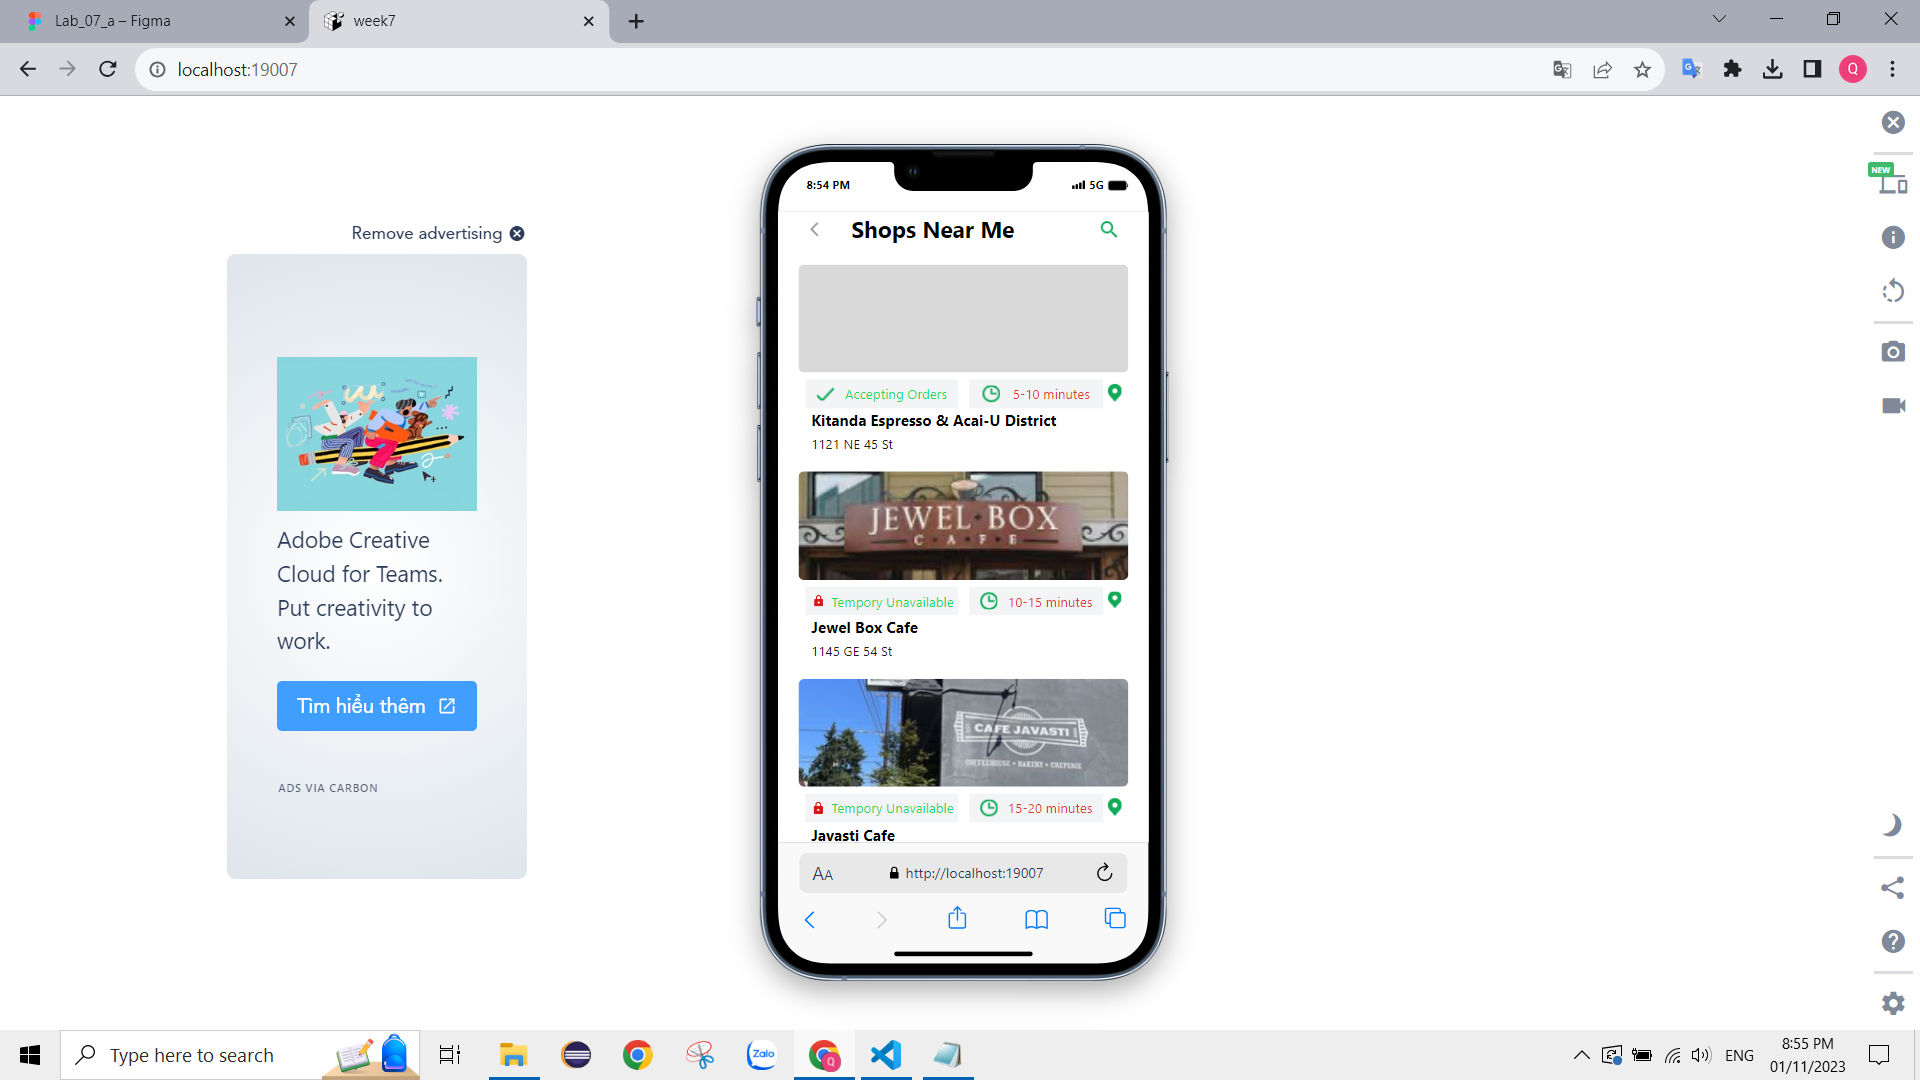 Lab_07_a – Figma
week7
localhost:19007
Q
NEW
Remove advertising
Adobe Creative
Cloud for Teams.
Put creativity to
work.
Tìm hiểu thêm
ADS VIA CARBON
8:54 PM
5G
Shops Near Me
Accepting Orders
5-10 minutes
Kitanda Espresso & Acai-U District
1121 NE 45 St
JEWEL BOX
CAFE
Tempory Unavailable
10-15 minutes
Jewel Box Cafe
1145 GE 54 St
CAFE JAVASTI
COFFEEHOUSE • BAKERY • CREPERIE
Tempory Unavailable
15-20 minutes
Javasti Cafe
AA
http://localhost:19007
Type here to search
Zalo
Q
ENG
8:55 PM
01/11/2023